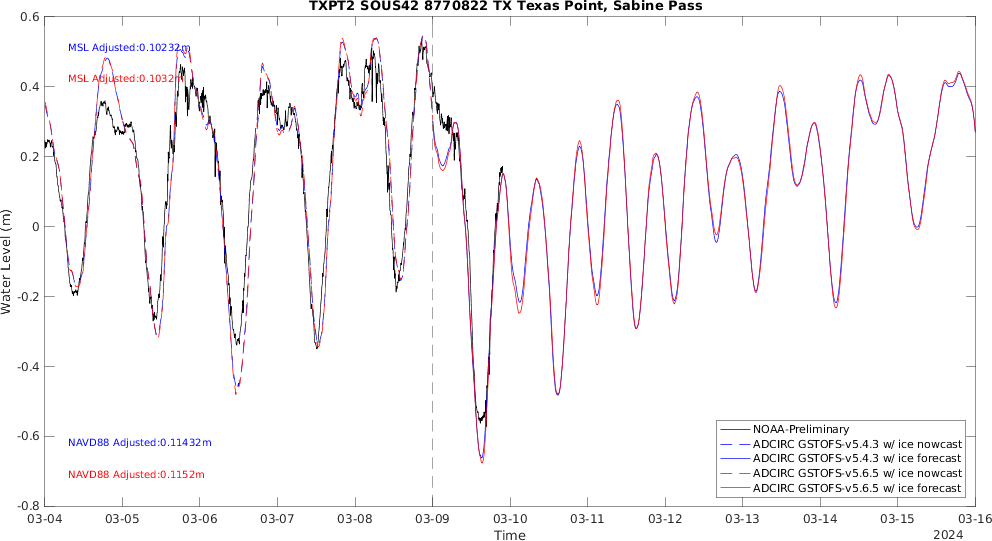 TXPT2 SOUS42 8770822 TX Texas Point, Sabine Pass
0.6
0.4
0.2
0
-0.2
-0.4
-0.6
-0.8
Water Level (m)
MSL Adjusted:0.10232m
MSL Adjusted:0.1032m
NAVD88 Adjusted:0.11432m
NAVD88 Adjusted:0.1152m
NOAA-Preliminary
ADCIRC GSTOFS-v5.4.3 w/ ice nowcast
ADCIRC GSTOFS-v5.4.3 w/ ice forecast
ADCIRC GSTOFS-v5.6.5 w/ ice nowcast
ADCIRC GSTOFS-v5.6.5 w/ ice forecast
03-04 03-05 03-06 03-07 03-08 03-09 03-10 03-11 03-12 03-13 03-14 03-15 03-16
Time
2024